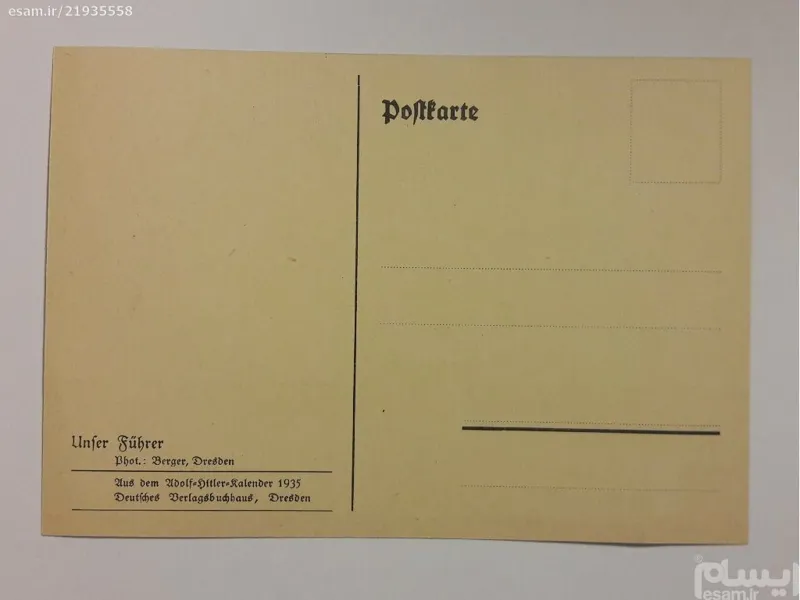 esam.ir/21935558
Postkarte
Unser Führer
Phot.: Berger, Dresden
Aus dem Adolf-Hitler-Kalender 1935
Deutsches Verlagsbuchhaus, Dresden
ایسام
esam.ir